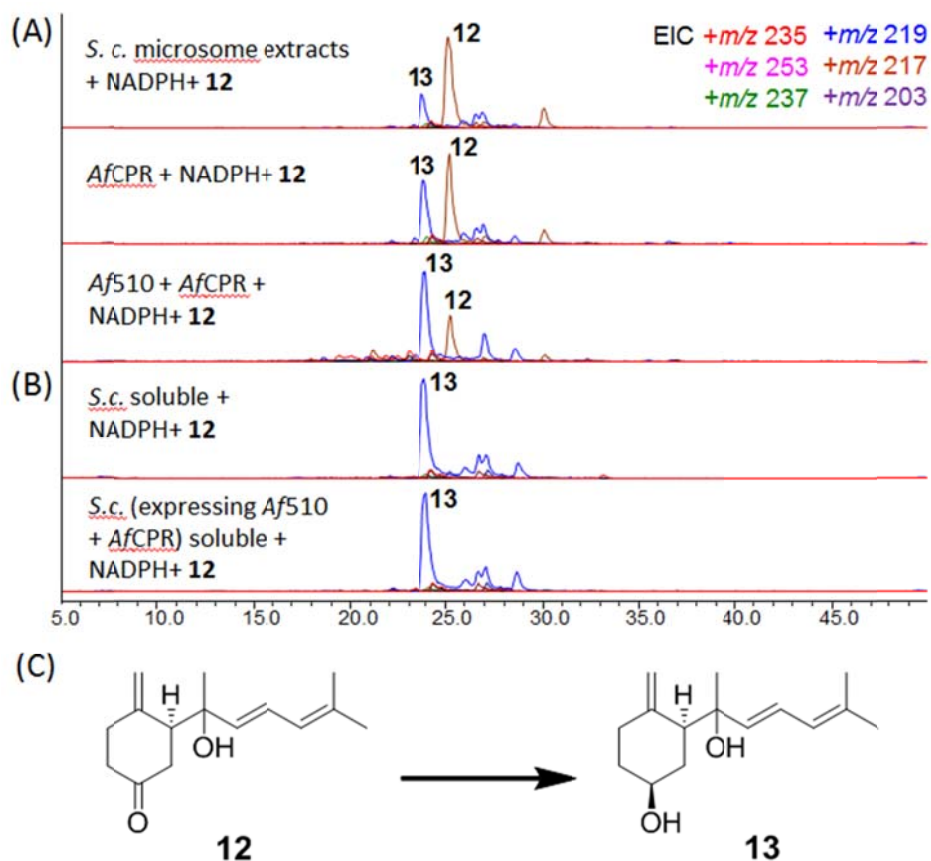 (A)
S. c. microsome extracts
+ NADPH+ 12
13
12
EIC +m/z 235 +m/z 219
+m/z 253 +m/z 217
+m/z 237 +m/z 203
AfCPR + NADPH+ 12
13
12
Af510 + AfCPR +
NADPH+ 12
13
12
(B)
S.c. soluble +
NADPH+ 12
13
S.c. (expressing Af510
+ AfCPR) soluble +
NADPH+ 12
13
5.0 10.0 15.0 20.0 25.0 30.0 35.0 40.0 45.0
(C)
H
OH
O
12
H
OH
OH
13